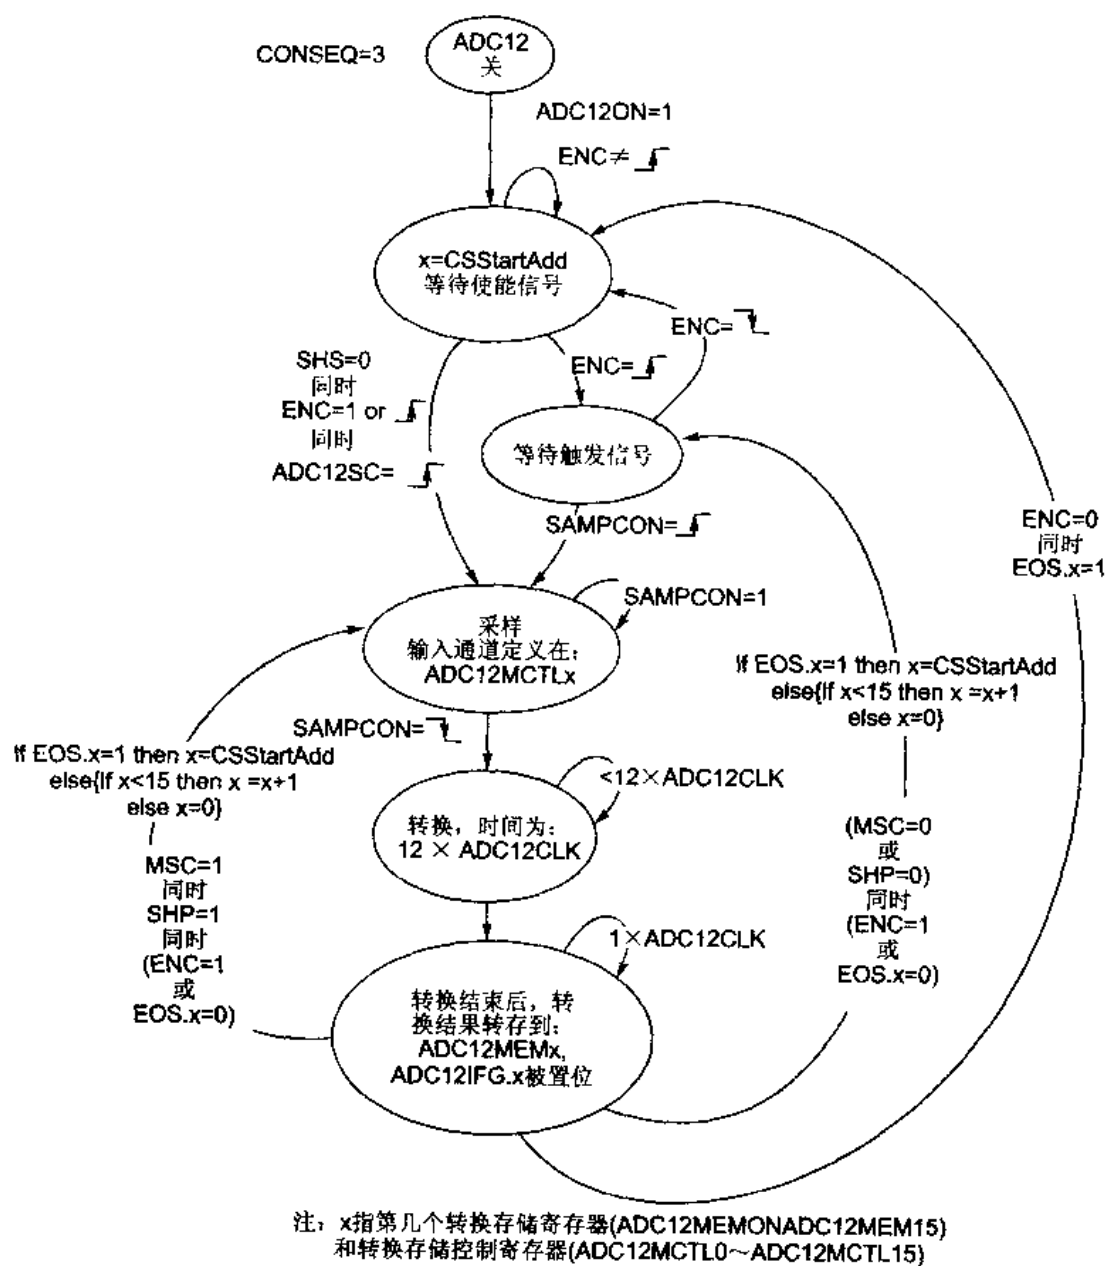 CONSEQ=3
ADC12
关
ADC12ON=1
ENC≠
x=CSStartAdd
等待使能信号
ENC=
SHS=0
同时
ENC=1 or
同时
ADC12SC=
ENC=
等待触发信号
SAMPCON=
ENC=0
同时
EOS.x=1
SAMPCON=1
采样
输入通道定义在：
ADC12MCTLx
If EOS.x=1 then x=CSStartAdd
else{If x<15 then x =x+1
else x=0}
SAMPCON=
If EOS.x=1 then x=CSStartAdd
else{If x<15 then x =x+1
else x=0}
<12×ADC12CLK
转换，时间为：
12 × ADC12CLK
(MSC=0
或
SHP=0)
同时
(ENC=1
或
EOS.x=0)
MSC=1
同时
SHP=1
同时
(ENC=1
或
EOS.x=0)
1×ADC12CLK
转换结束后，转
换结果转存到：
ADC12MEMx,
ADC12IFG.x被置位
注：x指第几个转换存储寄存器(ADC12MEMONADC12MEM15)
和转换存储控制寄存器(ADC12MCTL0～ADC12MCTL15)